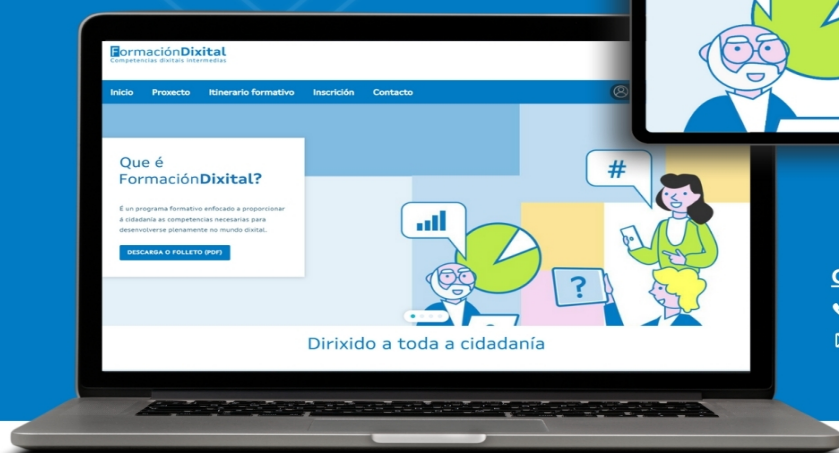 FormaciónDixital
Competencias dixitais intermedias
Inicio Proxecto Itinerario formativo Inscrición Contacto
Que é
FormaciónDixital?
É un programa formativo enfocado a proporcionar
á cidadanía as competencias necesarias para
desenvolverse plenamente no mundo dixital.
DESCARGA O FOLLETO (PDF)
#
?
Dirixido a toda a cidadanía